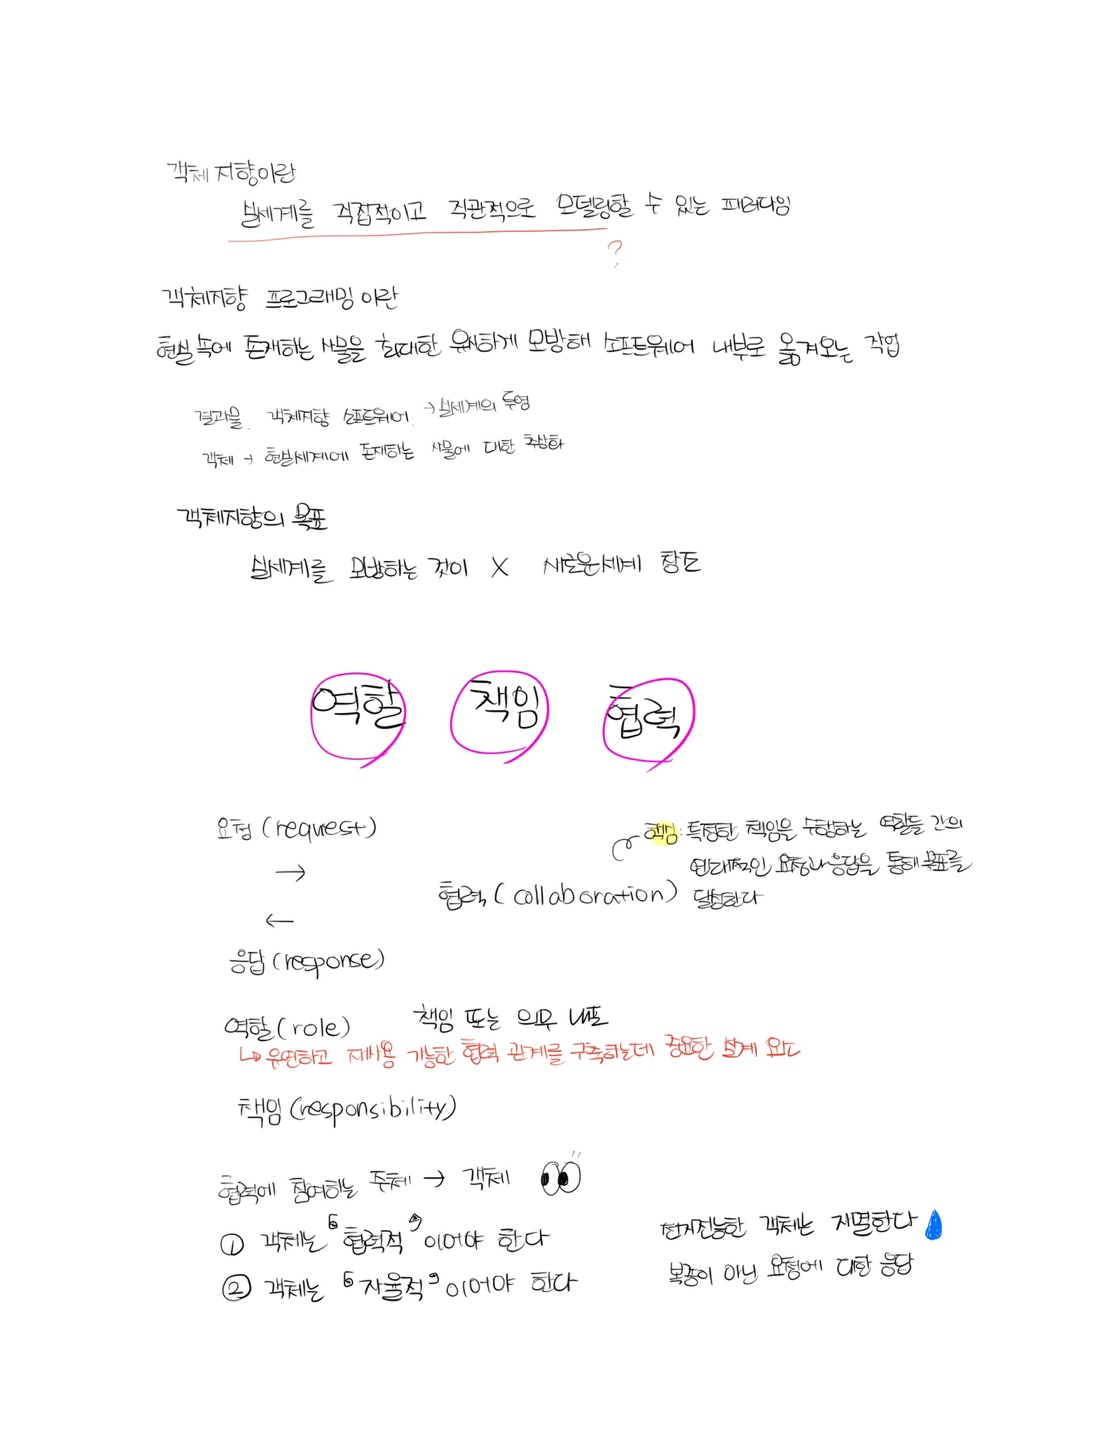 객체지향이란
실세계를 직접적이고 직관적으로 모델링할 수 있는 패러다임
?
객체지향 프로그래밍이란
현실 속에 존재하는 사물을 최대한 유사하게 모방해 소프트웨어 내부로 옮겨오는 작업
결과물. 객체지향 소프트웨어. → 실세계의 투영
객체 → 현실세계에 존재하는 사물에 대한 추상화
객체지향의 목표
실세계를 모방하는 것이 X 새로운세계 창조
역할 책임 협력
요청 (request)
→
핵심: 특정한 책임을 수행하는 역할들 간의
연쇄적인 요청과 응답을 통해 목표를
달성한다
협력 (collaboration)
←
응답 (response)
역할 (role) 책임 또는 의무 내포
↳ 유연하고 재사용 가능한 협력 관계를 구축하는데 중요한 설계 요소
책임 (responsibility)
협력에 참여하는 주체 → 객체
① 객체는 ‘협력적’이어야 한다
② 객체는 ‘자율적’이어야 한다
전지전능한 객체는 자멸한다
복종이 아닌 요청에 대한 응답